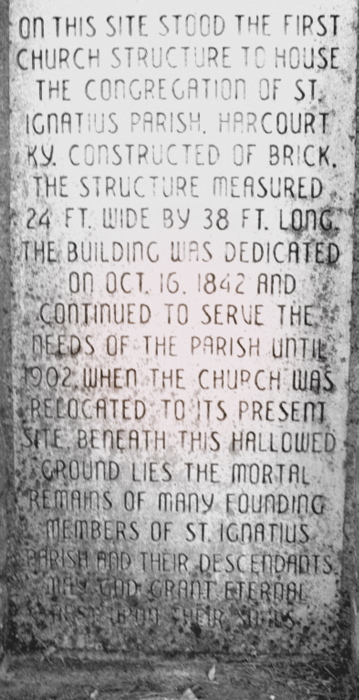 ON THIS SITE STOOD THE FIRST
CHURCH STRUCTURE TO HOUSE
THE CONGREGATION OF ST.
IGNATIUS PARISH, HARCOURT
KY. CONSTRUCTED OF BRICK,
THE STRUCTURE MEASURED
24 FT. WIDE BY 38 FT. LONG.
THE BUILDING WAS DEDICATED
ON OCT. 16, 1842 AND
CONTINUED TO SERVE THE
NEEDS OF THE PARISH UNTIL
1902 WHEN THE CHURCH WAS
RELOCATED TO ITS PRESENT
SITE. BENEATH THIS HALLOWED
GROUND LIES THE MORTAL
REMAINS OF MANY FOUNDING
MEMBERS OF ST. IGNATIUS
PARISH AND THEIR DESCENDANTS.
MAY GOD GRANT ETERNAL
REST UPON THEIR SOULS.